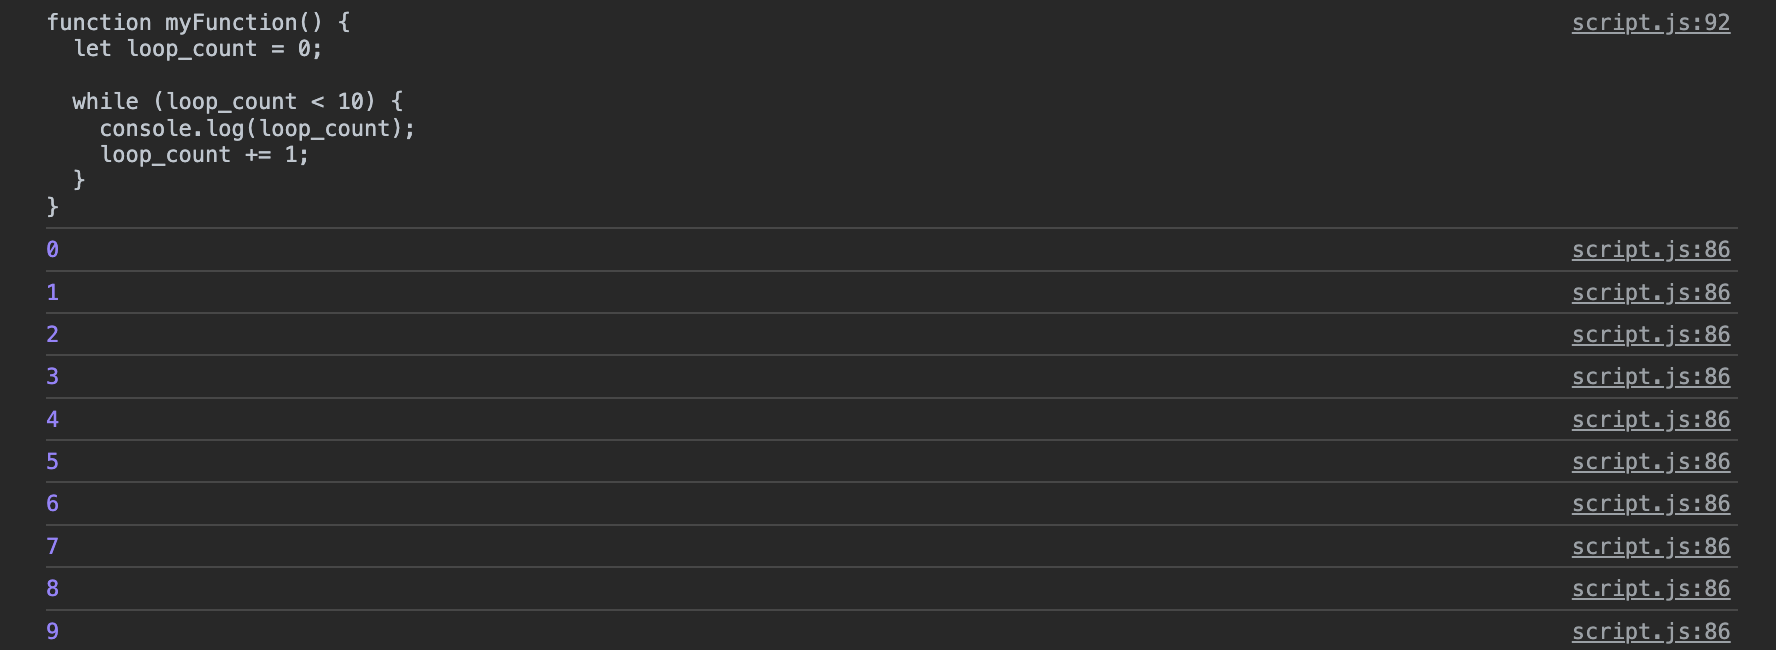 function myFunction() { script.js:92
  let loop_count = 0;

  while (loop_count < 10) {
    console.log(loop_count);
    loop_count += 1;
  }
}
0 script.js:86
1 script.js:86
2 script.js:86
3 script.js:86
4 script.js:86
5 script.js:86
6 script.js:86
7 script.js:86
8 script.js:86
9 script.js:86